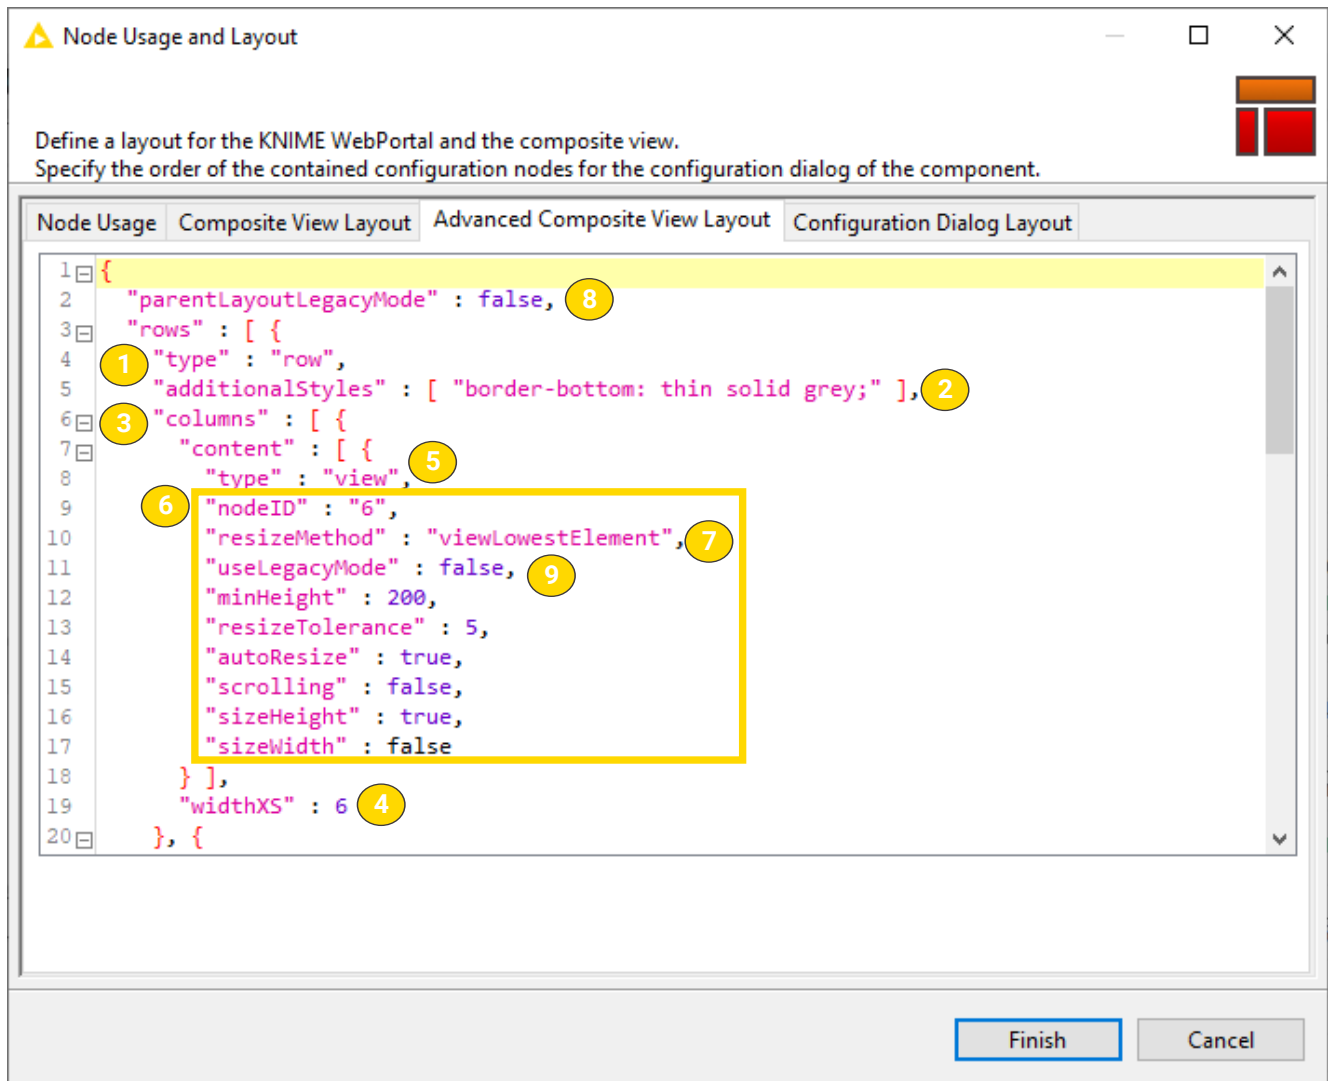 Node Usage and Layout
Define a layout for the KNIME WebPortal and the composite view.
Specify the order of the contained configuration nodes for the configuration dialog of the component.
Node Usage Composite View Layout Advanced Composite View Layout Configuration Dialog Layout
1 {
2 "parentLayoutLegacyMode" : false, 8
3 "rows" : [ {
4 1 "type" : "row",
5 "additionalStyles" : [ "border-bottom: thin solid grey;" ], 2
6 3 "columns" : [ {
7 "content" : [ {
8 "type" : "view", 5
9 6 "nodeID" : "6",
10 "resizeMethod" : "viewLowestElement", 7
11 "useLegacyMode" : false, 9
12 "minHeight" : 200,
13 "resizeTolerance" : 5,
14 "autoResize" : true,
15 "scrolling" : false,
16 "sizeHeight" : true,
17 "sizeWidth" : false
18 } ],
19 "widthXS" : 6 4
20 }, {
Finish Cancel